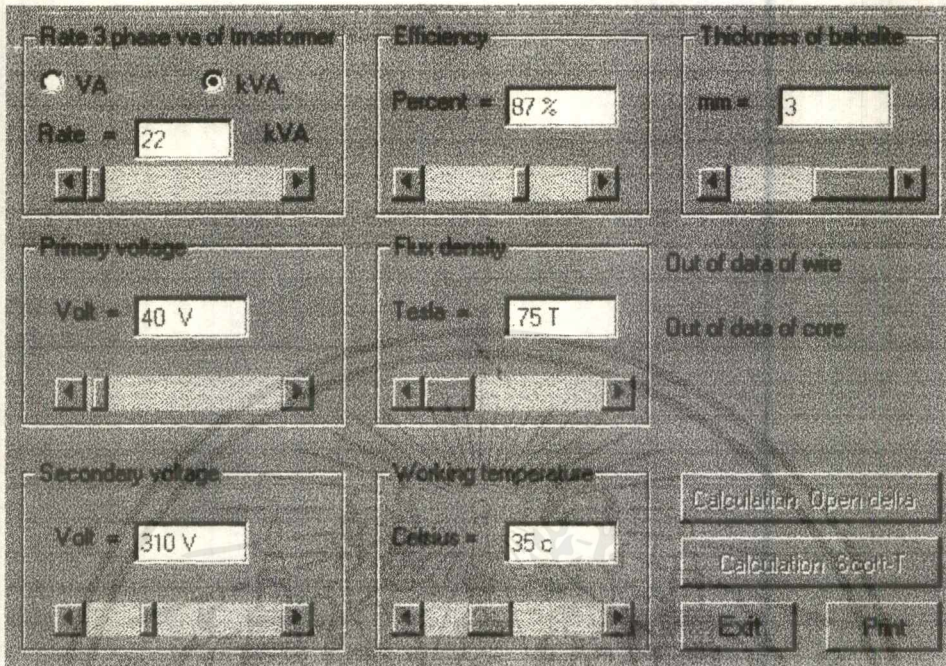 Rate 3 phase va of trnasformer
VA
kVA
Rate = 22 kVA
Efficiency
Percent = 87 %
Thickness of bakelite
mm = 3
Primary voltage
Volt = 40 V
Flux density
Tesla = .75 T
Out of data of wire
Out of data of core
Secondary voltage
Volt = 310 V
Working temperature
Celsius = 35 c
Calculation Open delta
Calculation Scott-T
Exit
Print